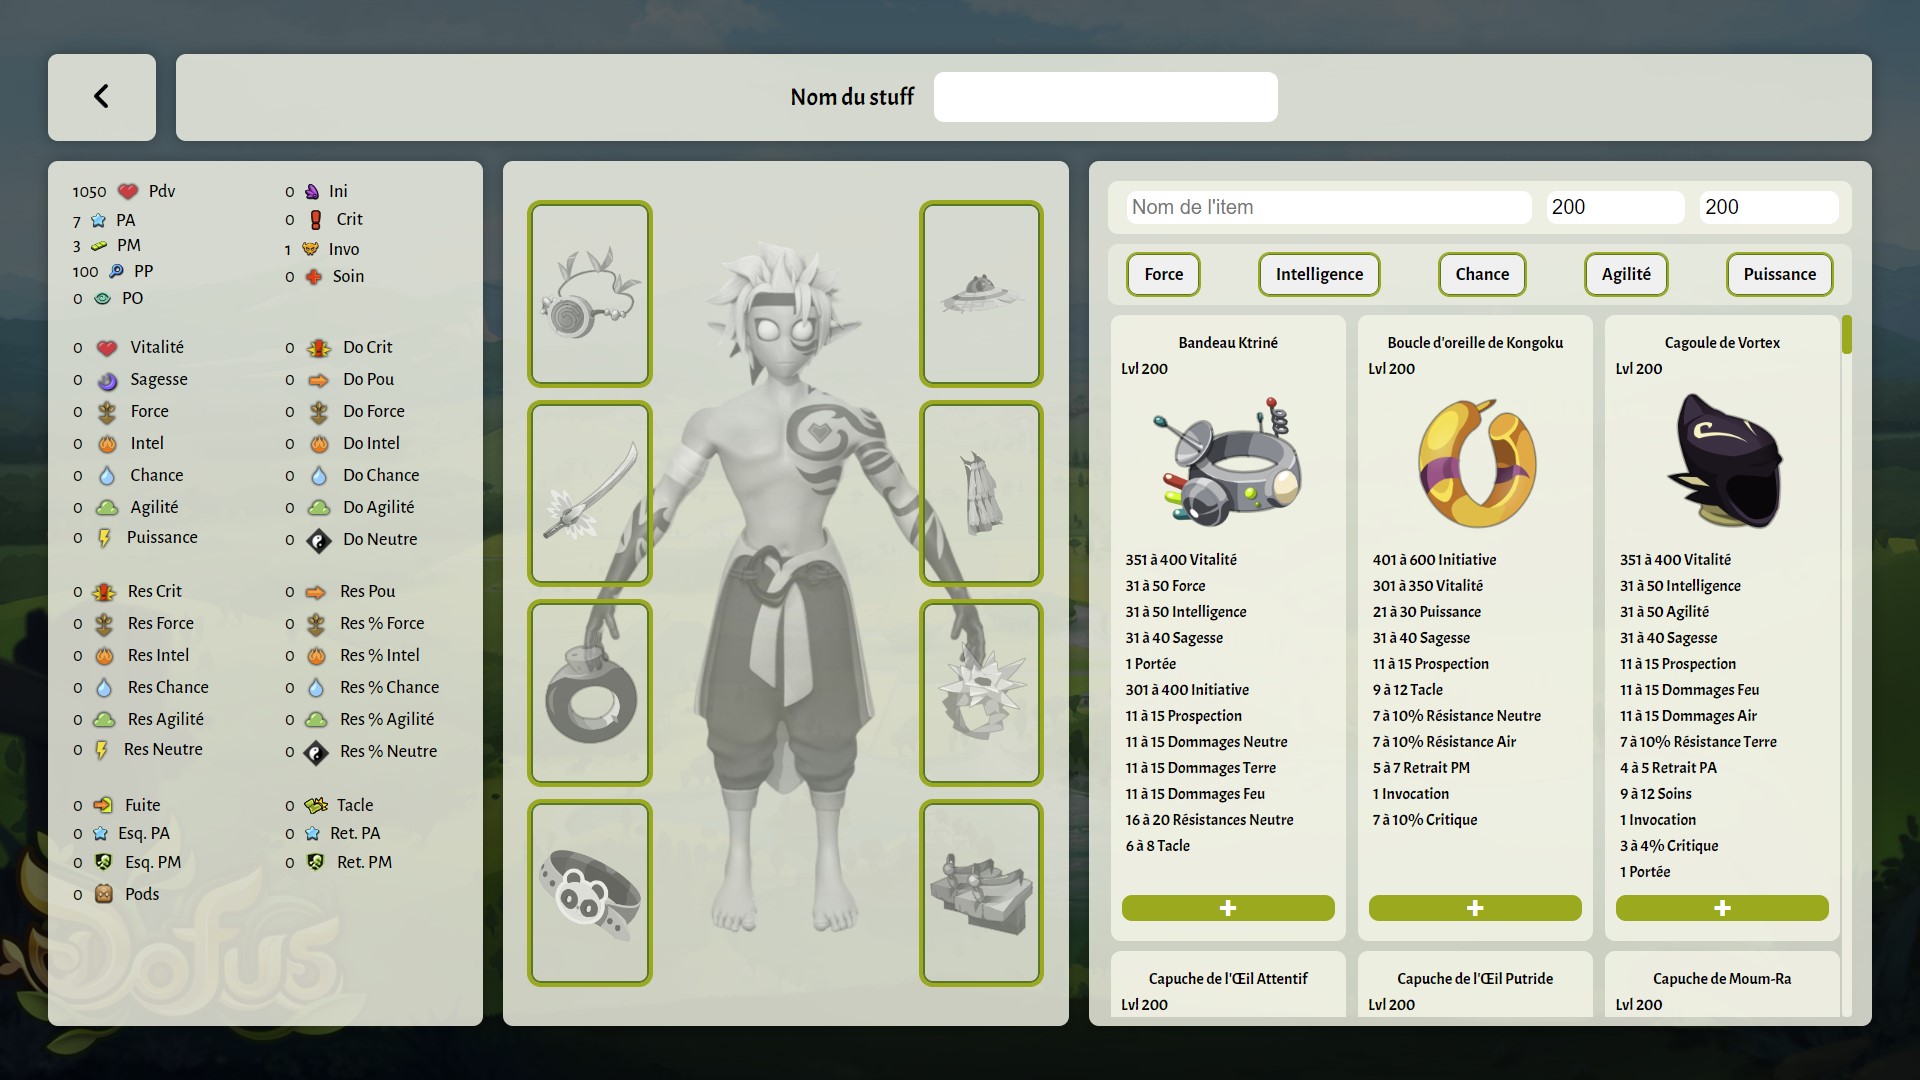 Nom du stuff
1050 Pdv
7 PA
3 PM
100 PP
0 PO
0 Ini
0 Crit
1 Invo
0 Soin
0 Vitalité
0 Sagesse
0 Force
0 Intel
0 Chance
0 Agilité
0 Puissance
0 Do Crit
0 Do Pou
0 Do Force
0 Do Intel
0 Do Chance
0 Do Agilité
0 Do Neutre
0 Res Crit
0 Res Force
0 Res Intel
0 Res Chance
0 Res Agilité
0 Res Neutre
0 Res Pou
0 Res % Force
0 Res % Intel
0 Res % Chance
0 Res % Agilité
0 Res % Neutre
0 Fuite
0 Esq. PA
0 Esq. PM
0 Pods
0 Tacle
0 Ret. PA
0 Ret. PM
Dofus
Nom de l'item 200 200
Force Intelligence Chance Agilité Puissance
Bandeau Ktriné
Lvl 200
351 à 400 Vitalité
31 à 50 Force
31 à 50 Intelligence
31 à 40 Sagesse
1 Portée
301 à 400 Initiative
11 à 15 Prospection
11 à 15 Dommages Neutre
11 à 15 Dommages Terre
11 à 15 Dommages Feu
16 à 20 Résistances Neutre
6 à 8 Tacle
+
Boucle d'oreille de Kongoku
Lvl 200
401 à 600 Initiative
301 à 350 Vitalité
21 à 30 Puissance
31 à 40 Sagesse
11 à 15 Prospection
9 à 12 Tacle
7 à 10% Résistance Neutre
7 à 10% Résistance Air
5 à 7 Retrait PM
1 Invocation
7 à 10% Critique
+
Cagoule de Vortex
Lvl 200
351 à 400 Vitalité
31 à 50 Intelligence
31 à 50 Agilité
31 à 40 Sagesse
11 à 15 Prospection
11 à 15 Dommages Feu
11 à 15 Dommages Air
7 à 10% Résistance Terre
4 à 5 Retrait PA
9 à 12 Soins
1 Invocation
3 à 4% Critique
1 Portée
+
Capuche de l'Œil Attentif
Lvl 200
Capuche de l'Œil Putride
Lvl 200
Capuche de Moum-Ra
Lvl 200